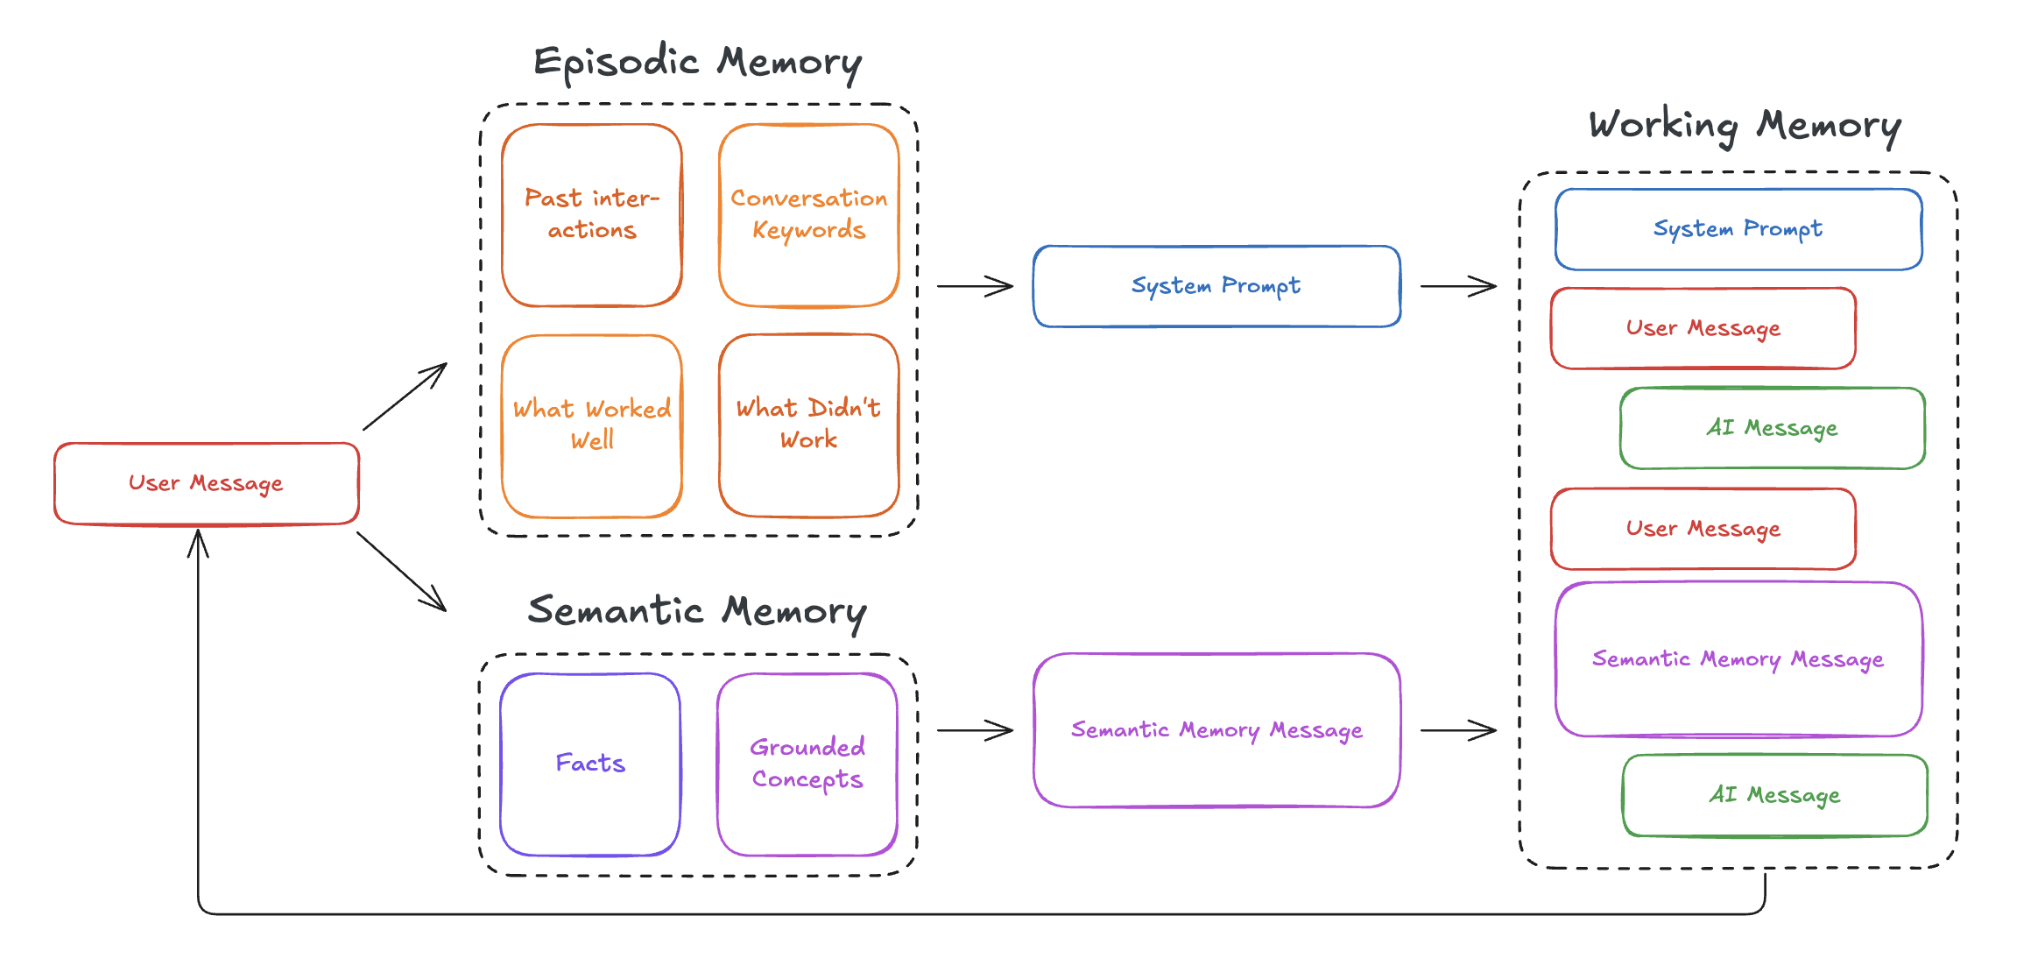 Episodic Memory
Past inter-
actions
Conversation
Keywords
What Worked
Well
What Didn't
Work
User Message
Semantic Memory
Facts
Grounded
Concepts
System Prompt
Semantic Memory Message
Working Memory
System Prompt
User Message
AI Message
User Message
Semantic Memory Message
AI Message